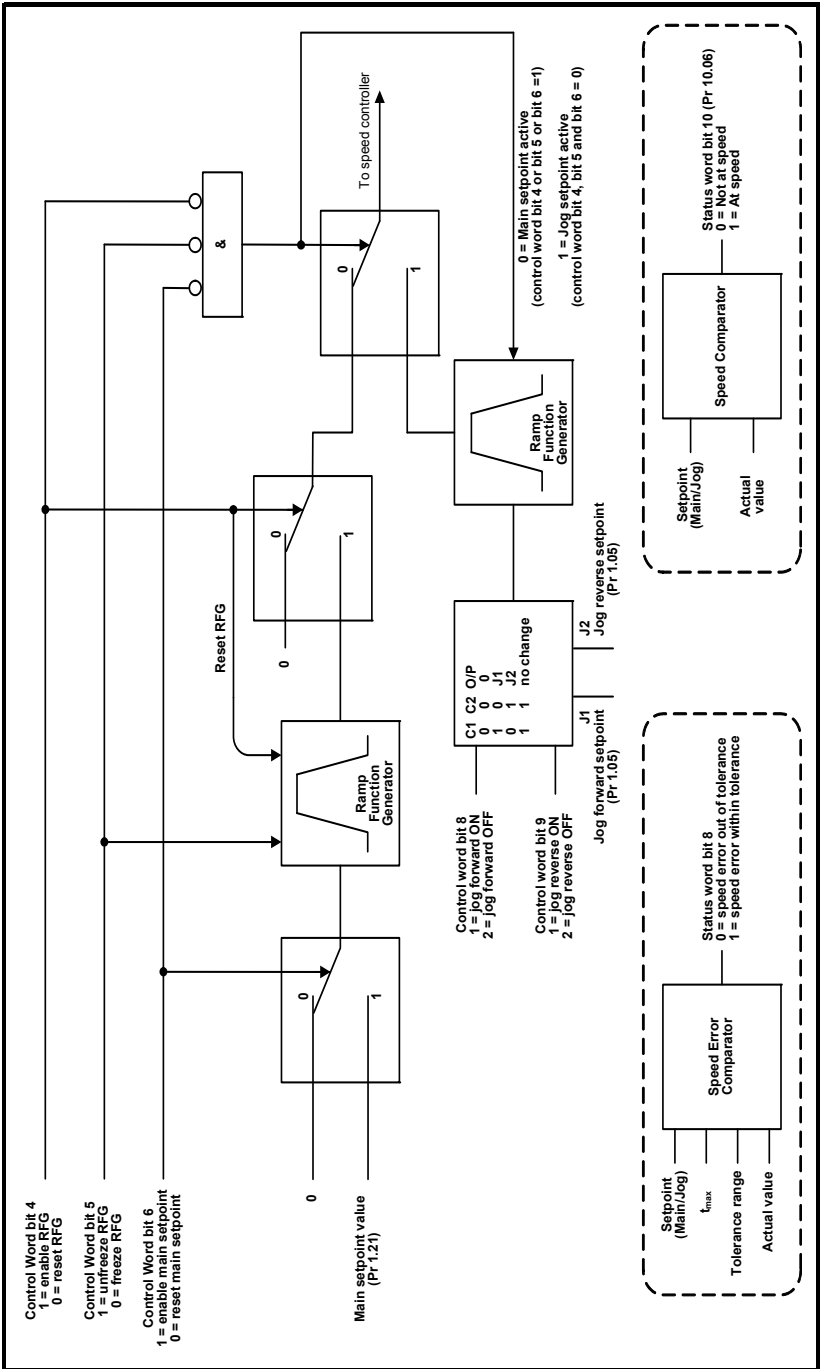 Control Word bit 4
1 = enable RFG
0 = reset RFG
Control Word bit 5
1 = unfreeze RFG
0 = freeze RFG
Control Word bit 6
1 = enable main setpoint
0 = reset main setpoint
0
Main setpoint value
(Pr 1.21)
0
1
Ramp
Function
Generator
Reset RFG
0
0
1
&
0
1
To speed controller
0 = Main setpoint active
(control word bit 4 or bit 5 or bit 6 =1)
1 = Jog setpoint active
(control word bit 4, bit 5 and bit 6 = 0)
Control word bit 8
1 = jog forward ON
2 = jog forward OFF
Control word bit 9
1 = jog reverse ON
2 = jog reverse OFF
C1 C2 O/P
0 0 0
1 0 J1
0 1 J2
1 1 no change
J1
Jog forward setpoint
(Pr 1.05)
J2
Jog reverse setpoint
(Pr 1.05)
Ramp
Function
Generator
Setpoint
(Main/Jog)
tmax
Tolerance range
Actual value
Speed Error
Comparator
Status word bit 8
0 = speed error out of tolerance
1 = speed error within tolerance
Setpoint
(Main/Jog)
Actual
value
Speed Comparator
Status word bit 10 (Pr 10.06)
0 = Not at speed
1 = At speed